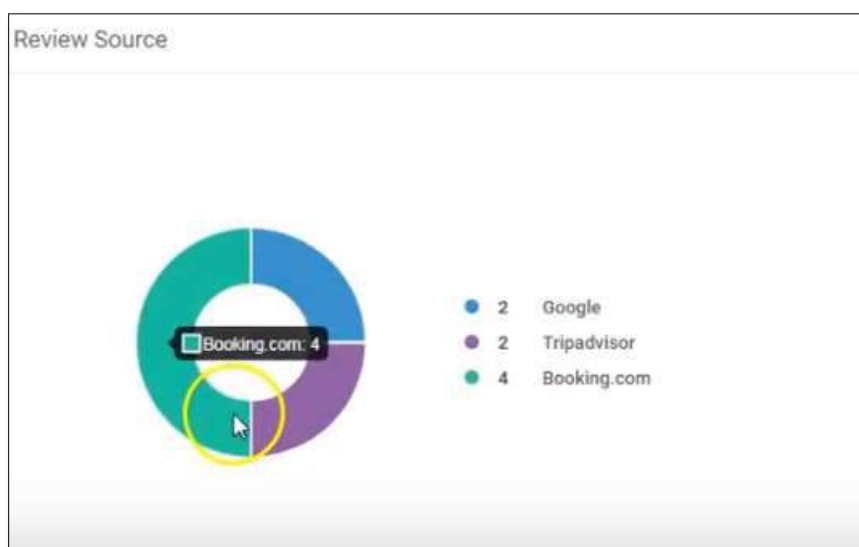 Review Source
Booking.com: 4
2 Google
2 Tripadvisor
4 Booking.com